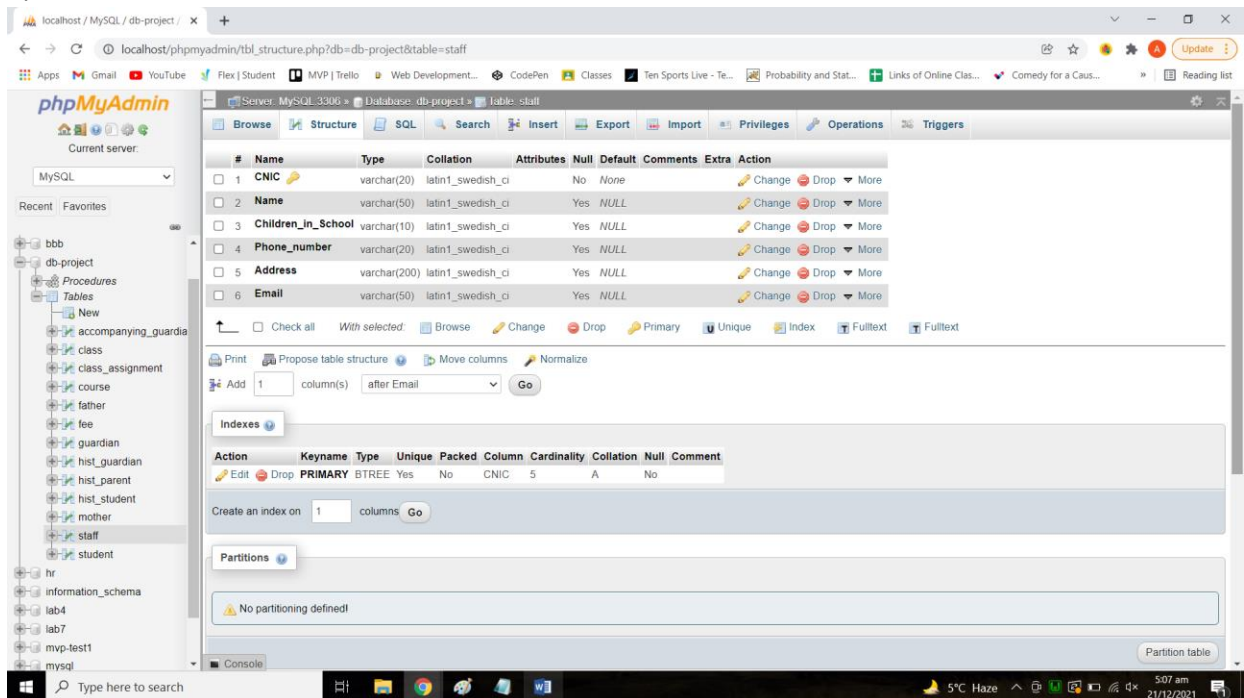 localhost / MySQL / db-project /
localhost/phpmyadmin/tbl_structure.php?db=db-project&table=staff
Update
Apps Gmail YouTube Flex | Student MVP | Trello Web Development... CodePen Classes Ten Sports Live - Te... Probability and Stat... Links of Online Clas... Comedy for a Caus... » Reading list
phpMyAdmin
Current server:
MySQL
Recent Favorites
bbb
db-project
Procedures
Tables
New
accompanying_guardia
class
class_assignment
course
father
fee
guardian
hist_guardian
hist_parent
hist_student
mother
staff
student
hr
information_schema
lab4
lab7
mvp-test1
mysql
Server: MySQL:3306 » Database: db-project » Table: staff
Browse Structure SQL Search Insert Export Import Privileges Operations Triggers
# Name Type Collation Attributes Null Default Comments Extra Action
1 CNIC varchar(20) latin1_swedish_ci No None Change Drop More
2 Name varchar(50) latin1_swedish_ci Yes NULL Change Drop More
3 Children_in_School varchar(10) latin1_swedish_ci Yes NULL Change Drop More
4 Phone_number varchar(20) latin1_swedish_ci Yes NULL Change Drop More
5 Address varchar(200) latin1_swedish_ci Yes NULL Change Drop More
6 Email varchar(50) latin1_swedish_ci Yes NULL Change Drop More
Check all With selected: Browse Change Drop Primary Unique Index Fulltext Fulltext
Print Propose table structure Move columns Normalize
Add 1 column(s) after Email Go
Indexes
Action Keyname Type Unique Packed Column Cardinality Collation Null Comment
Edit Drop PRIMARY BTREE Yes No CNIC 5 A No
Create an index on 1 columns Go
Partitions
No partitioning defined!
Partition table
Console
Type here to search
5°C Haze
5:07 am
21/12/2021